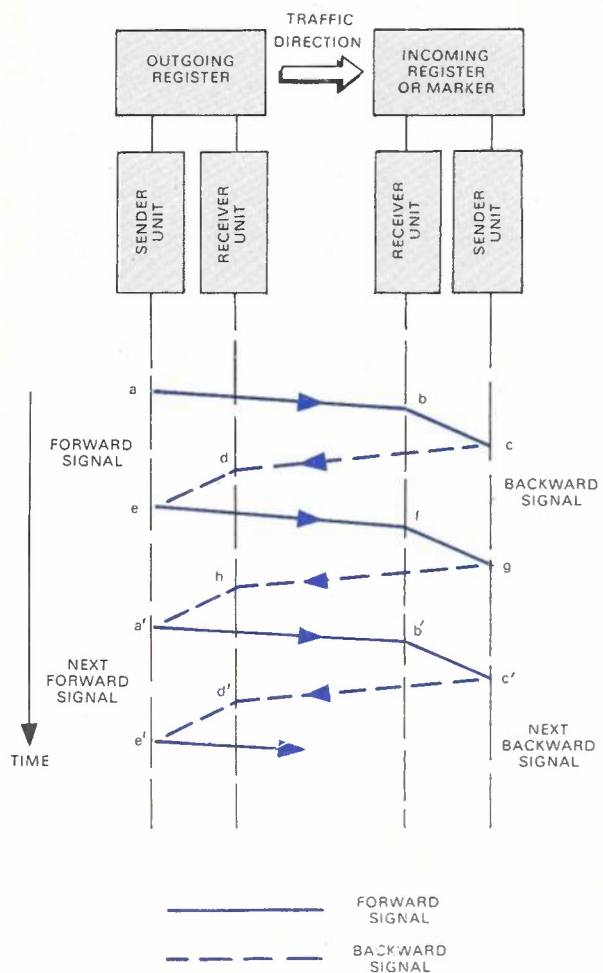 TRAFFIC
DIRECTION
OUTGOING
REGISTER
INCOMING
REGISTER
OR MARKER
SENDER
UNIT
RECEIVER
UNIT
RECEIVER
UNIT
SENDER
UNIT
a
b
FORWARD
SIGNAL
d
c
BACKWARD
SIGNAL
e
f
h
g
a'
b'
NEXT
FORWARD
SIGNAL
d'
c'
NEXT
BACKWARD
SIGNAL
e'
TIME
FORWARD
SIGNAL
BACKWARD
SIGNAL